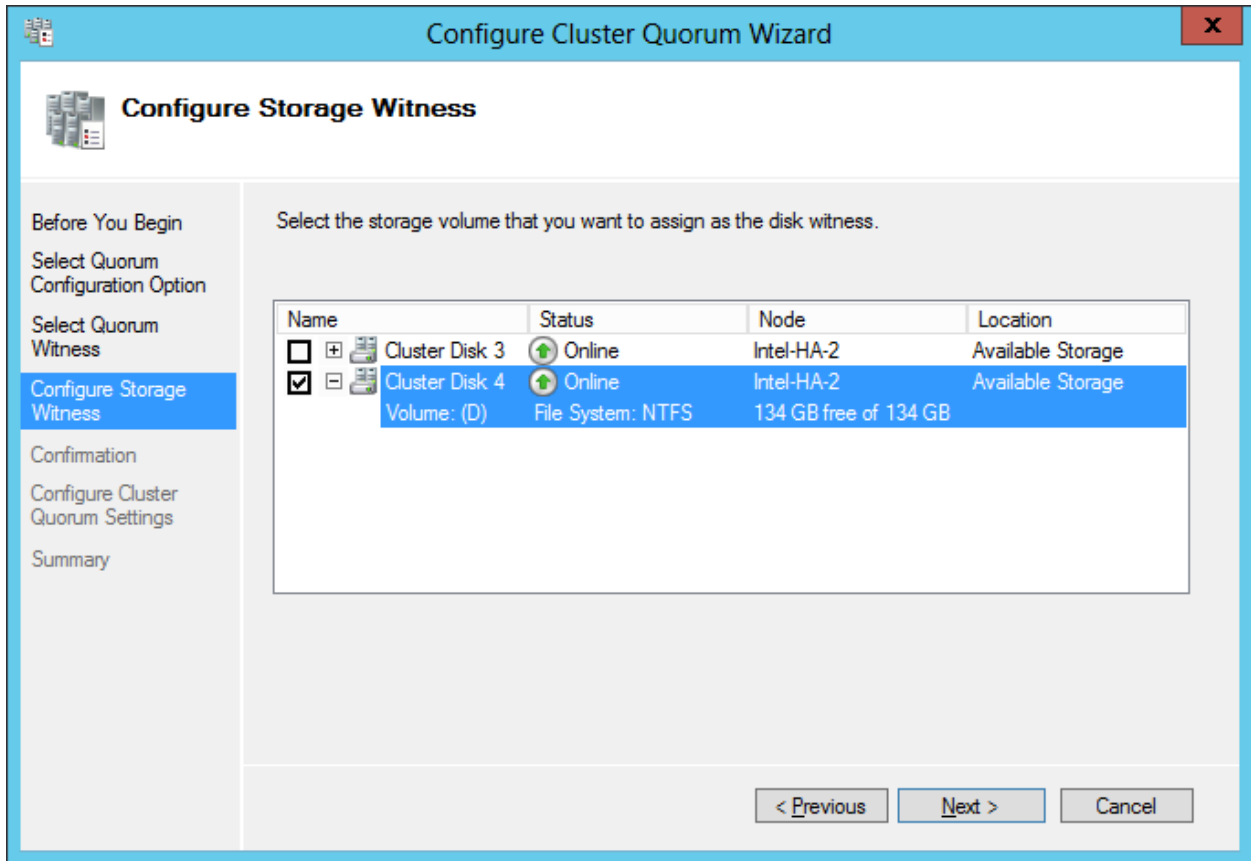 Configure Cluster Quorum Wizard
x
Configure Storage Witness
Before You Begin
Select Quorum
Configuration Option
Select Quorum
Witness
Configure Storage
Witness
Confirmation
Configure Cluster
Quorum Settings
Summary
Select the storage volume that you want to assign as the disk witness.
Name Status Node Location
Cluster Disk 3 Online Intel-HA-2 Available Storage
Cluster Disk 4 Online Intel-HA-2 Available Storage
Volume: (D) File System: NTFS 134 GB free of 134 GB
< Previous Next > Cancel